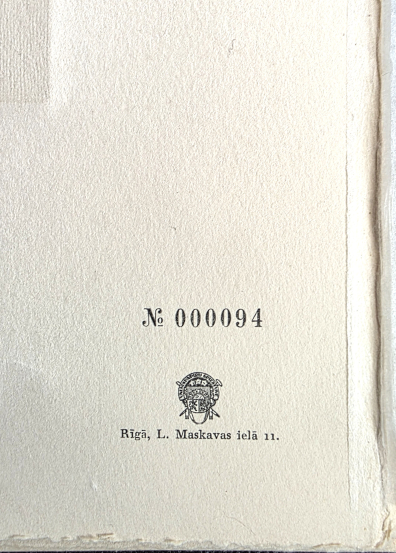 № 000094
Rīgā, L. Maskavas ielā 11.